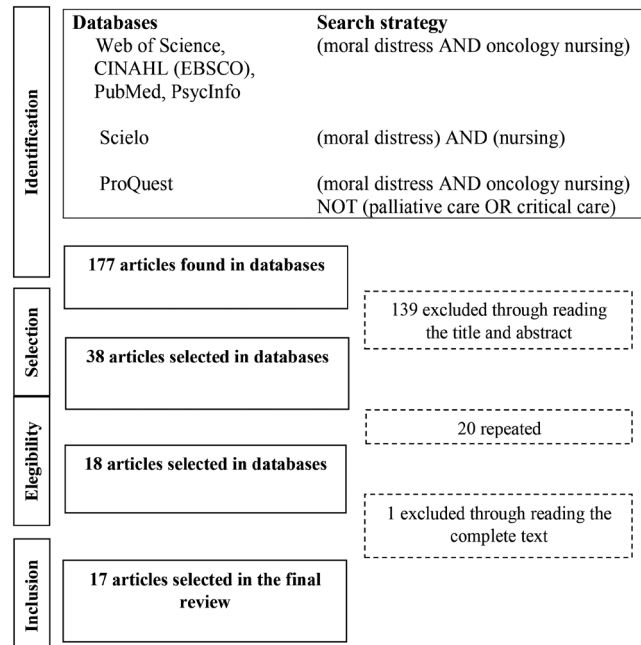 Identification
Databases
Search strategy
Web of Science,
(moral distress AND oncology nursing)
CINAHL (EBSCO),
PubMed, PsycInfo
Scielo
(moral distress) AND (nursing)
ProQuest
(moral distress AND oncology nursing)
NOT (palliative care OR critical care)
177 articles found in databases
Selection
139 excluded through reading
the title and abstract
38 articles selected in databases
Elegibility
20 repeated
18 articles selected in databases
1 excluded through reading the
complete text
Inclusion
17 articles selected in the final
review